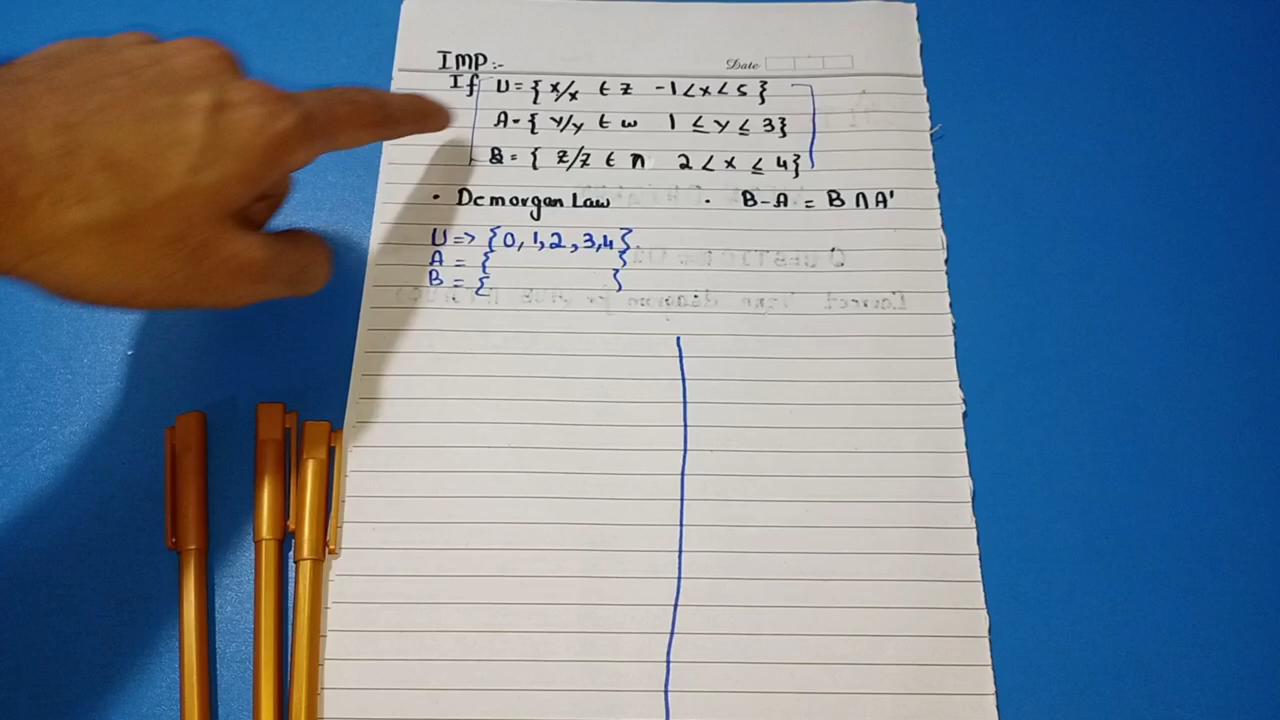 IMP:-
Date
If U = { x/x ∈ z -1 < x < 5 }
A = { y/y ∈ w 1 ≤ y ≤ 3}
B = { z/z ∈ n 2 < x ≤ 4}
· Demorgan Law · B-A = B ∩ A'
U => {0, 1, 2, 3, 4}.
A = { }
B = { }